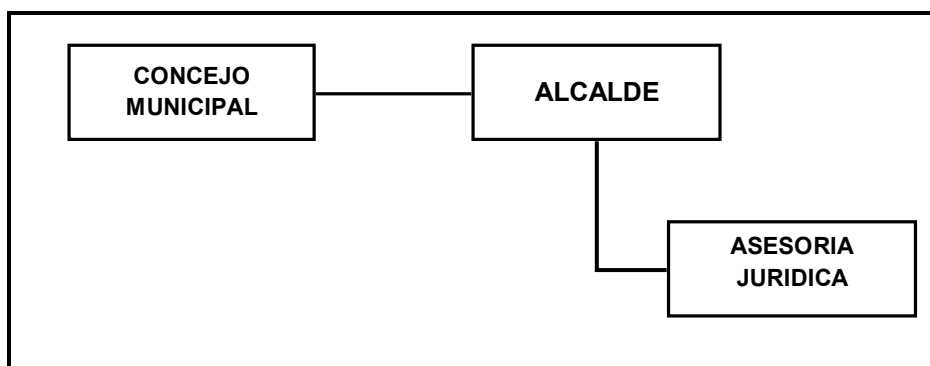 CONCEJO
MUNICIPAL
ALCALDE
ASESORIA
JURIDICA